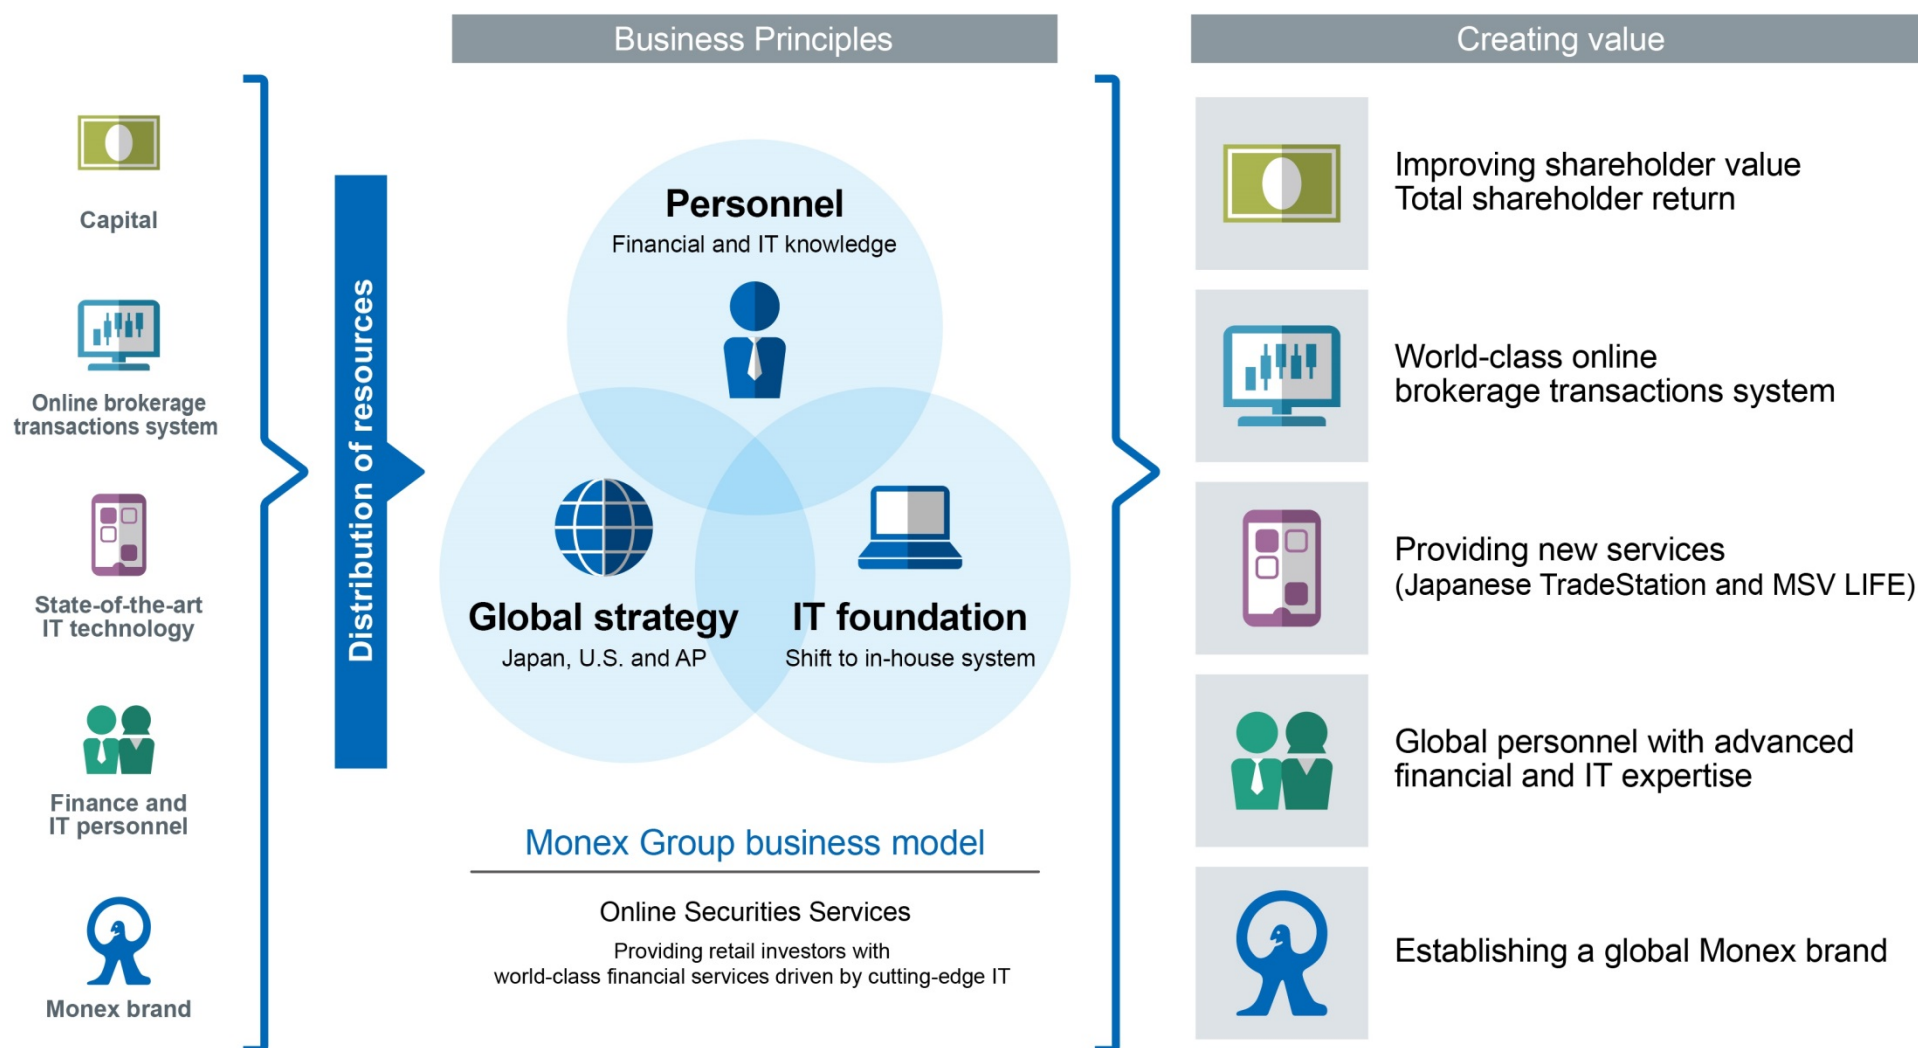 Business Principles
Creating value
Capital
Online brokerage
transactions system
State-of-the-art
IT technology
Finance and
IT personnel
Monex brand
Distribution of resources
Personnel
Financial and IT knowledge
Global strategy
Japan, U.S. and AP
IT foundation
Shift to in-house system
Monex Group business model
Online Securities Services
Providing retail investors with
world-class financial services driven by cutting-edge IT
Improving shareholder value
Total shareholder return
World-class online
brokerage transactions system
Providing new services
(Japanese TradeStation and MSV LIFE)
Global personnel with advanced
financial and IT expertise
Establishing a global Monex brand